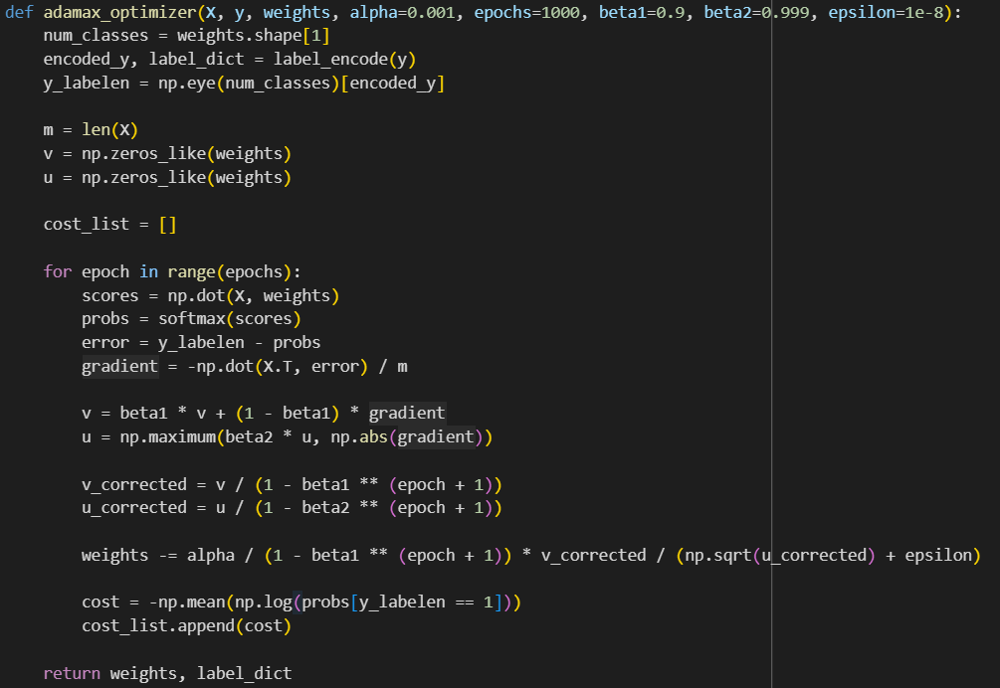 def adamax_optimizer(X, y, weights, alpha=0.001, epochs=1000, beta1=0.9, beta2=0.999, epsilon=1e-8):
    num_classes = weights.shape[1]
    encoded_y, label_dict = label_encode(y)
    y_labelen = np.eye(num_classes)[encoded_y]

    m = len(X)
    v = np.zeros_like(weights)
    u = np.zeros_like(weights)

    cost_list = []

    for epoch in range(epochs):
        scores = np.dot(X, weights)
        probs = softmax(scores)
        error = y_labelen - probs
        gradient = -np.dot(X.T, error) / m

        v = beta1 * v + (1 - beta1) * gradient
        u = np.maximum(beta2 * u, np.abs(gradient))

        v_corrected = v / (1 - beta1 ** (epoch + 1))
        u_corrected = u / (1 - beta2 ** (epoch + 1))

        weights -= alpha / (1 - beta1 ** (epoch + 1)) * v_corrected / (np.sqrt(u_corrected) + epsilon)

        cost = -np.mean(np.log(probs[y_labelen == 1]))
        cost_list.append(cost)

    return weights, label_dict